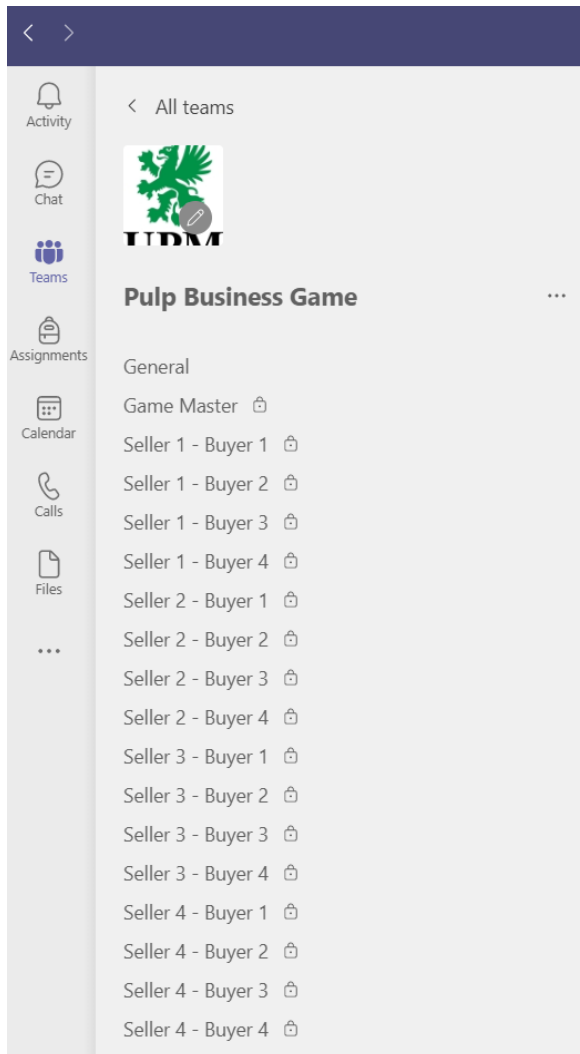 Activity
Chat
Teams
Assignments
Calendar
Calls
Files
All teams
UPM
Pulp Business Game
General
Game Master
Seller 1 - Buyer 1
Seller 1 - Buyer 2
Seller 1 - Buyer 3
Seller 1 - Buyer 4
Seller 2 - Buyer 1
Seller 2 - Buyer 2
Seller 2 - Buyer 3
Seller 2 - Buyer 4
Seller 3 - Buyer 1
Seller 3 - Buyer 2
Seller 3 - Buyer 3
Seller 3 - Buyer 4
Seller 4 - Buyer 1
Seller 4 - Buyer 2
Seller 4 - Buyer 3
Seller 4 - Buyer 4